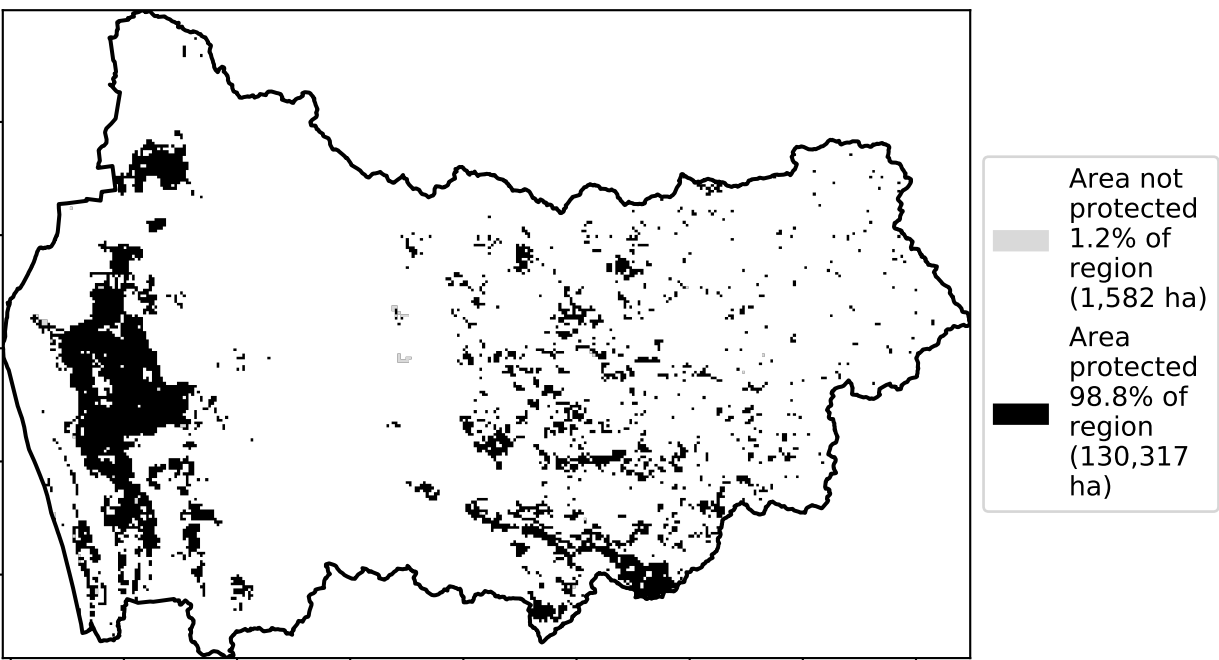 Area not
protected
1.2% of
region
(1,582 ha)
Area
protected
98.8% of
region
(130,317
ha)